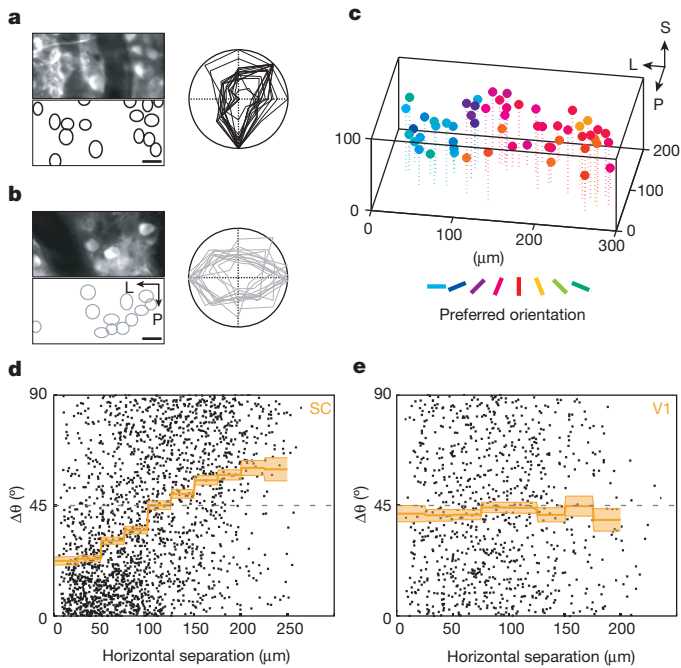 a
b
L
P
c
S
L
P
100
0
0
100
200
300
(µm)
0
100
200
Preferred orientation
d
90
SC
45
0
Δθ (°)
0
50
100
150
200
250
Horizontal separation (µm)
e
90
V1
45
0
Δθ (°)
0
50
100
150
200
Horizontal separation (µm)